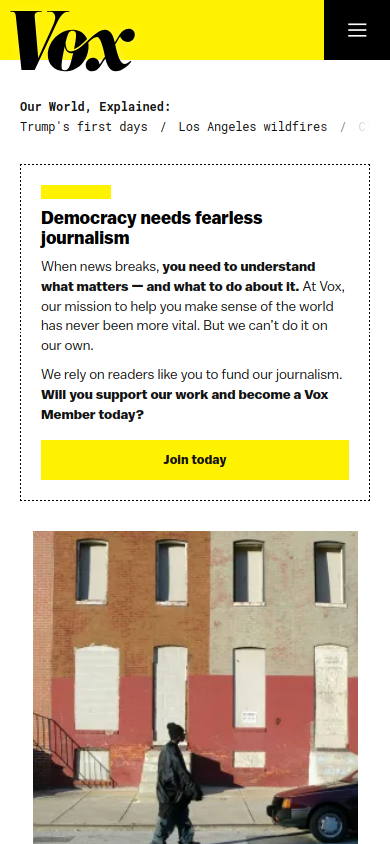 Vox
Our World, Explained:
Trump's first days / Los Angeles wildfires /
Democracy needs fearless
journalism
When news breaks, you need to understand
what matters — and what to do about it. At Vox,
our mission to help you make sense of the world
has never been more vital. But we can't do it on
our own.
We rely on readers like you to fund our journalism.
Will you support our work and become a Vox
Member today?
Join today